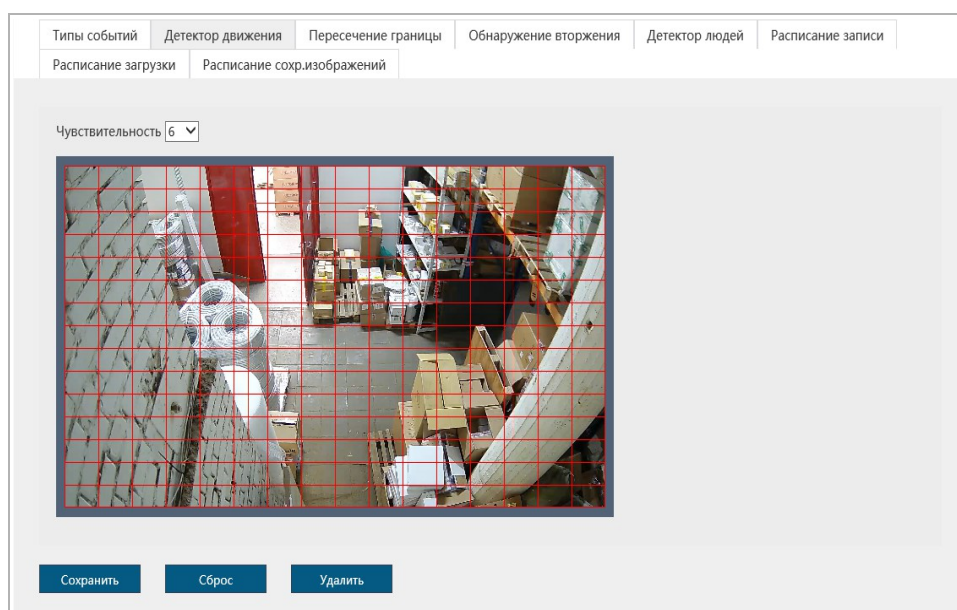 Типы событий Детектор движения Пересечение границы Обнаружение вторжения Детектор людей Расписание записи
Расписание загрузки Расписание сохр.изображений
Чувствительность 6
Сохранить Сброс Удалить